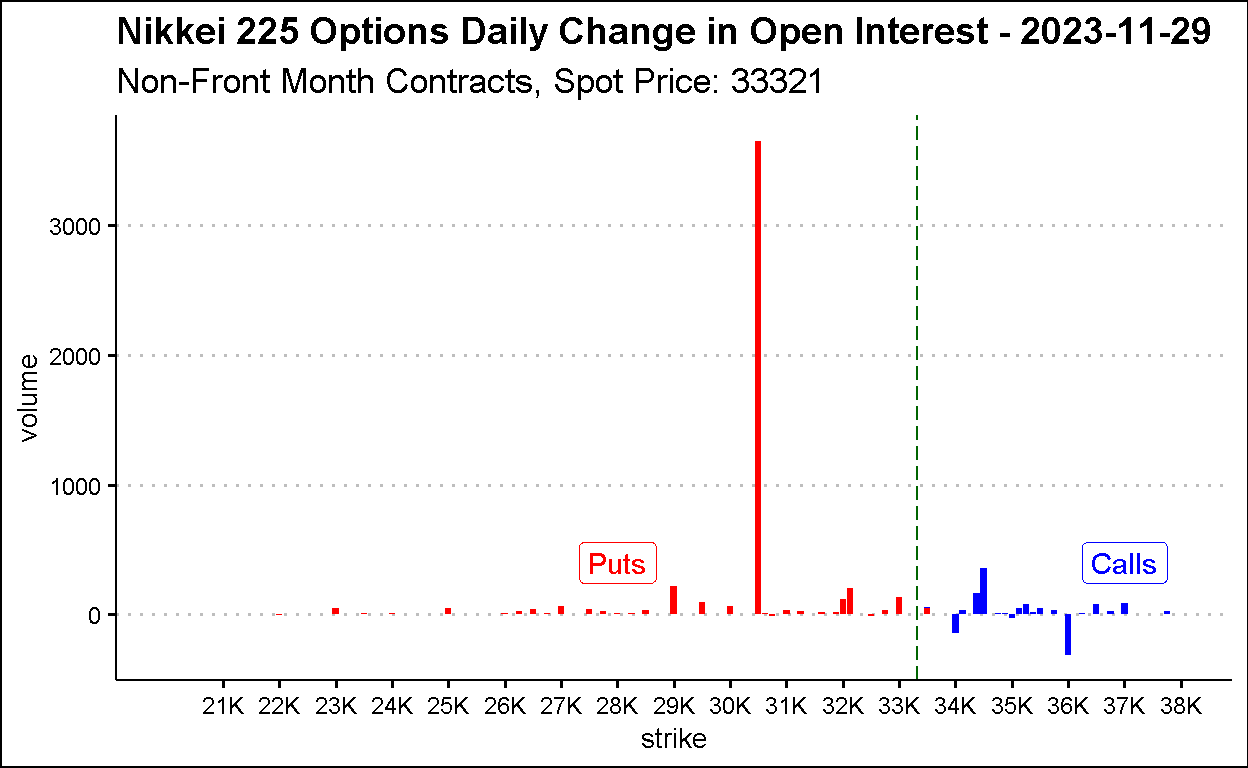 Nikkei 225 Options Daily Change in Open Interest - 2023-11-29
Non-Front Month Contracts, Spot Price: 33321
volume
3000
2000
1000
0
Puts
Calls
21K 22K 23K 24K 25K 26K 27K 28K 29K 30K 31K 32K 33K 34K 35K 36K 37K 38K
strike